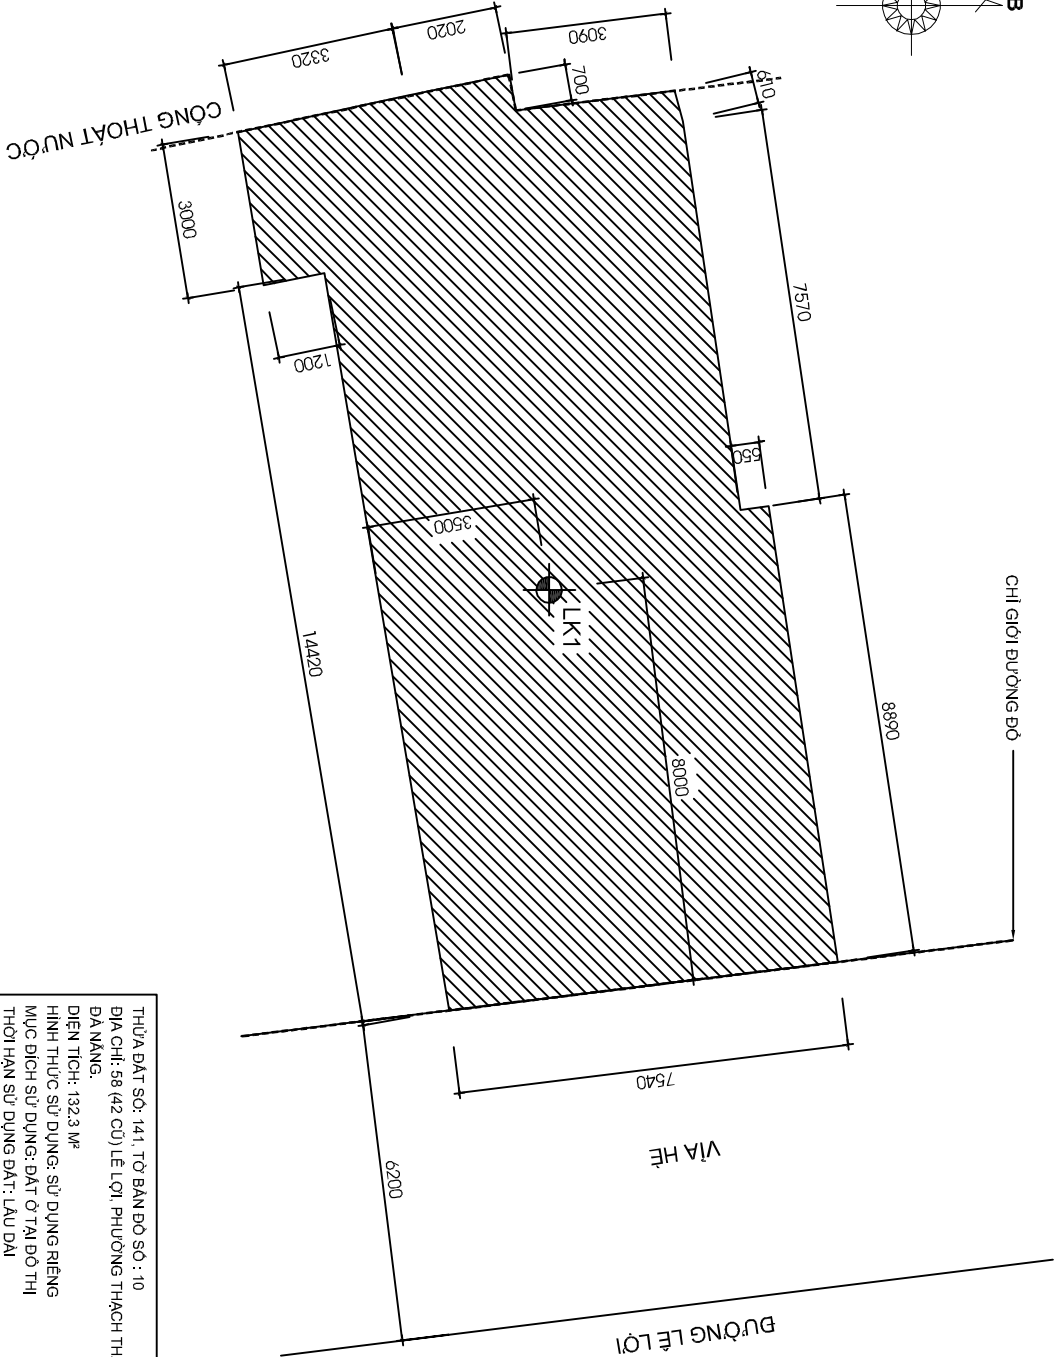 B
3320
2020
3090
700
610
CỐNG THOÁT NƯỚC
3000
7570
1200
550
3500
LK1
14420
8000
8890
CHỈ GIỚI ĐƯỜNG ĐỎ
7540
VỈA HÈ
6200
ĐƯỜNG LÊ LỢI
THỬA ĐẤT SỐ: 141, TỜ BẢN ĐỒ SỐ : 10
ĐỊA CHỈ: 58 (42 CŨ) LÊ LỢI, PHƯỜNG THẠCH TH
ĐÀ NẴNG.
DIỆN TÍCH: 132.3 M²
HÌNH THỨC SỬ DỤNG: SỬ DỤNG RIÊNG
MỤC ĐÍCH SỬ DỤNG: ĐẤT Ở TẠI ĐÔ THỊ
THỜI HẠN SỬ DỤNG ĐẤT: LÂU DÀI